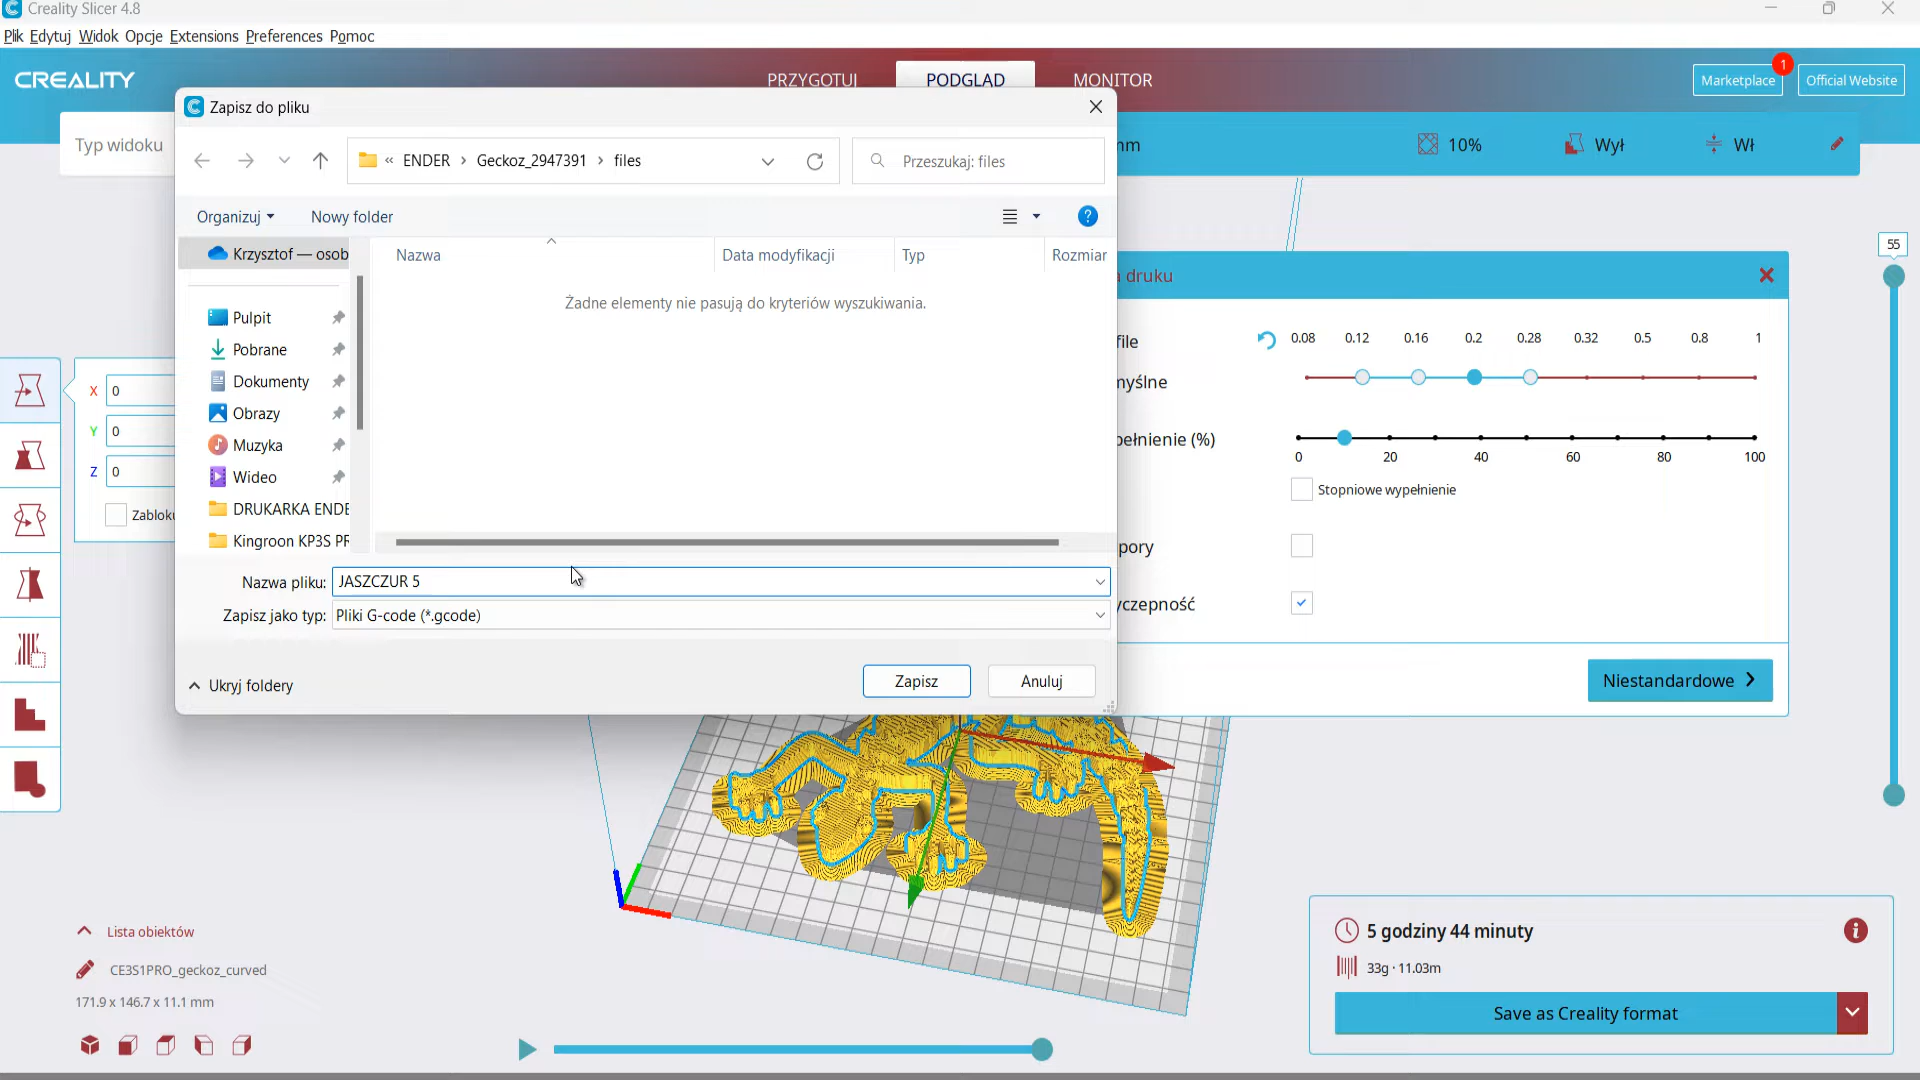 Creality Slicer 4.8
Plik Edytuj Widok Opcje Extensions Preferences Pomoc
CREALITY
PRZYGOTUJ
PODGLĄD
MONITOR
Marketplace
1
Official Website
Typ widoku
mm
10%
Wył
Wł
Zapisz do pliku
« ENDER > Geckoz_2947391 > files
Przeszukaj: files
Organizuj
Nowy folder
?
Krzysztof — osob
Pulpit
Pobrane
Dokumenty
Obrazy
Muzyka
Wideo
DRUKARKA ENDE
Kingroon KP3S PR
Nazwa
Data modyfikacji
Typ
Rozmiar
Żadne elementy nie pasują do kryteriów wyszukiwania.
Nazwa pliku: JASZCZUR 5
Zapisz jako typ: Pliki G-code (*.gcode)
Ukryj foldery
Zapisz
Anuluj
X 0
Y 0
Z 0
Zabloku
55
druku
file
0.08 0.12 0.16 0.2 0.28 0.32 0.5 0.8 1
myślne
ełnienie (%)
0 20 40 60 80 100
Stopniowe wypełnienie
pory
yczepność
Niestandardowe
Lista obiektów
CE3S1PRO_geckoz_curved
171.9 x 146.7 x 11.1 mm
5 godziny 44 minuty
33g · 11.03m
Save as Creality format